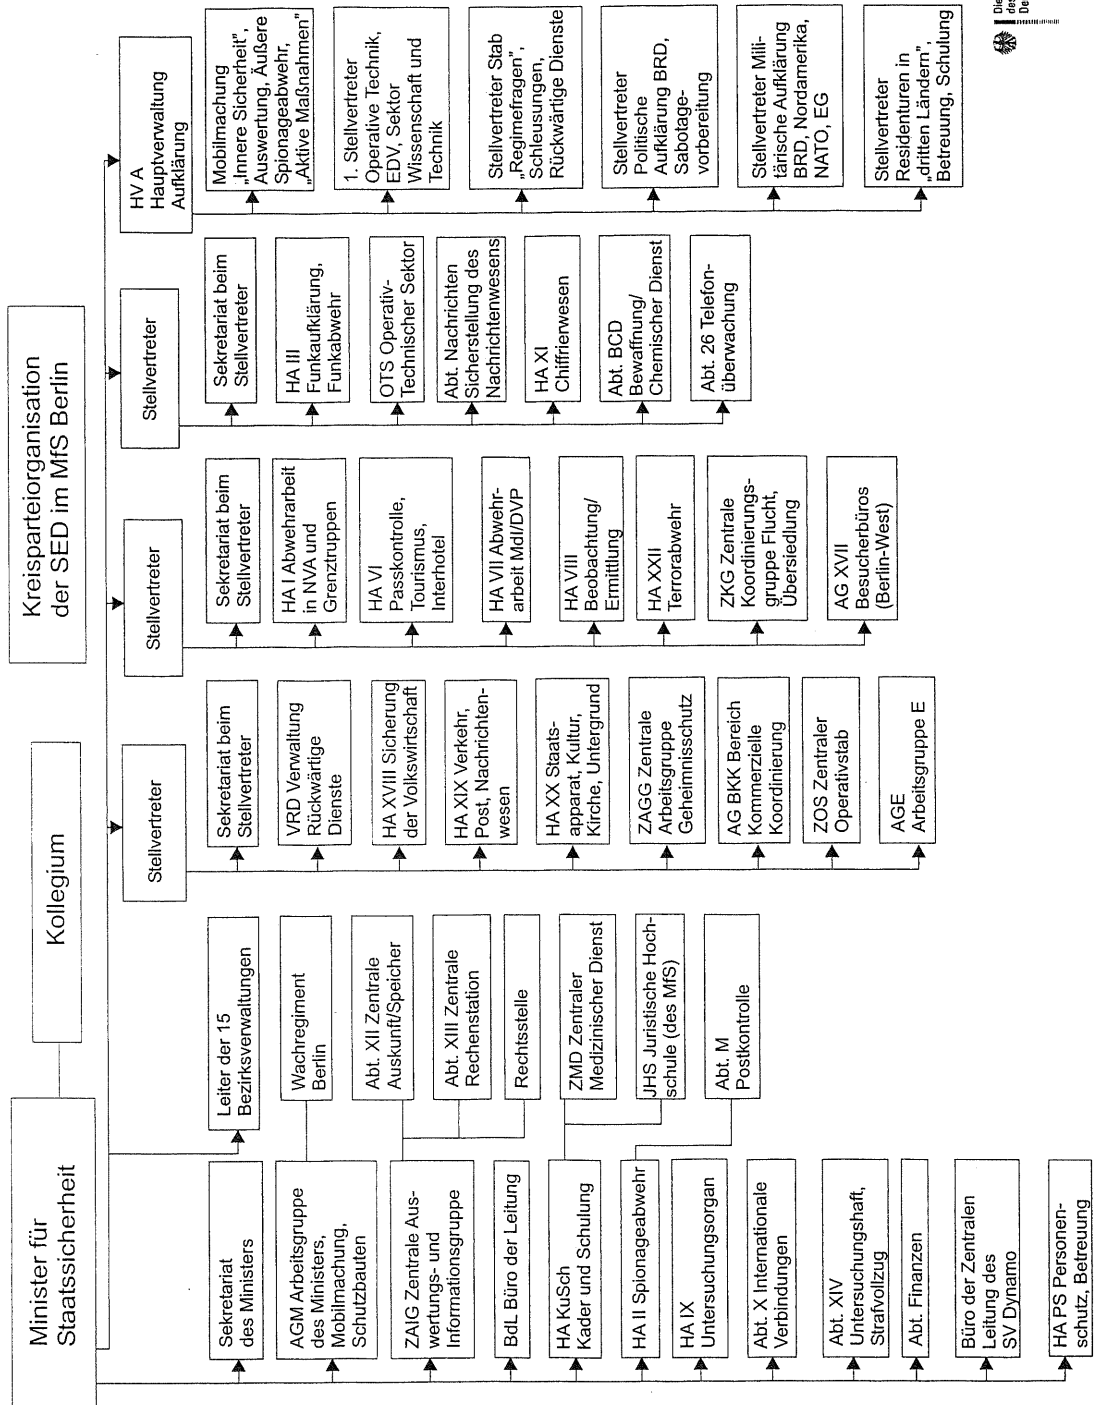 Minister für
Staatssicherheit
Kollegium
Kreisparteiorganisation
der SED im MfS Berlin
Sekretariat
des Ministers
AGM Arbeitsgruppe
des Ministers,
Mobilmachung,
Schutzbauten
ZAIG Zentrale Aus-
wertungs- und
Informationsgruppe
BdL Büro der Leitung
HA KuSch
Kader und Schulung
HA II Spionageabwehr
HA IX
Untersuchungsorgan
Abt. X Internationale
Verbindungen
Abt. XIV
Untersuchungshaft,
Strafvollzug
Abt. Finanzen
Büro der Zentralen
Leitung des
SV Dynamo
HA PS Personen-
schutz, Betreuung
Leiter der 15
Bezirksverwaltungen
Wachregiment
Berlin
Abt. XII Zentrale
Auskunft/Speicher
Abt. XIII Zentrale
Rechenstation
Rechtsstelle
ZMD Zentraler
Medizinischer Dienst
JHS Juristische Hoch-
schule (des MfS)
Abt. M
Postkontrolle
Stellvertreter
Sekretariat beim
Stellvertreter
VRD Verwaltung
Rückwärtige
Dienste
HA XVIII Sicherung
der Volkswirtschaft
HA XIX Verkehr,
Post, Nachrichten-
wesen
HA XX Staats-
apparat, Kultur,
Kirche, Untergrund
ZAGG Zentrale
Arbeitsgruppe
Geheimnisschutz
AG BKK Bereich
Kommerzielle
Koordinierung
ZOS Zentraler
Operativstab
AGE
Arbeitsgruppe E
Stellvertreter
Sekretariat beim
Stellvertreter
HA I Abwehrarbeit
in NVA und
Grenztruppen
HA VI
Passkontrolle,
Tourismus,
Interhotel
HA VII Abwehr-
arbeit MdI/DVP
HA VIII
Beobachtung/
Ermittlung
HA XXII
Terrorabwehr
ZKG Zentrale
Koordinierungs-
gruppe Flucht,
Übersiedlung
AG XVII
Besucherbüros
(Berlin-West)
Stellvertreter
Sekretariat beim
Stellvertreter
HA III
Funkaufklärung,
Funkabwehr
OTS Operativ-
Technischer Sektor
Abt. Nachrichten
Sicherstellung des
Nachrichtenwesens
HA XI
Chiffrierwesen
Abt. BCD
Bewaffnung/
Chemischer Dienst
Abt. 26 Telefon-
überwachung
HV A
Hauptverwaltung
Aufklärung
Mobilmachung
„Innere Sicherheit",
Auswertung, Äußere
Spionageabwehr,
„Aktive Maßnahmen"
1. Stellvertreter
Operative Technik,
EDV, Sektor
Wissenschaft und
Technik
Stellvertreter Stab
„Regimefragen",
Schleusungen,
Rückwärtige Dienste
Stellvertreter
Politische
Aufklärung BRD,
Sabotage-
vorbereitung
Stellvertreter Mili-
tärische Aufklärung
BRD, Nordamerika,
NATO, EG
Stellvertreter
Residenturen in
„dritten Ländern",
Betreuung, Schulung